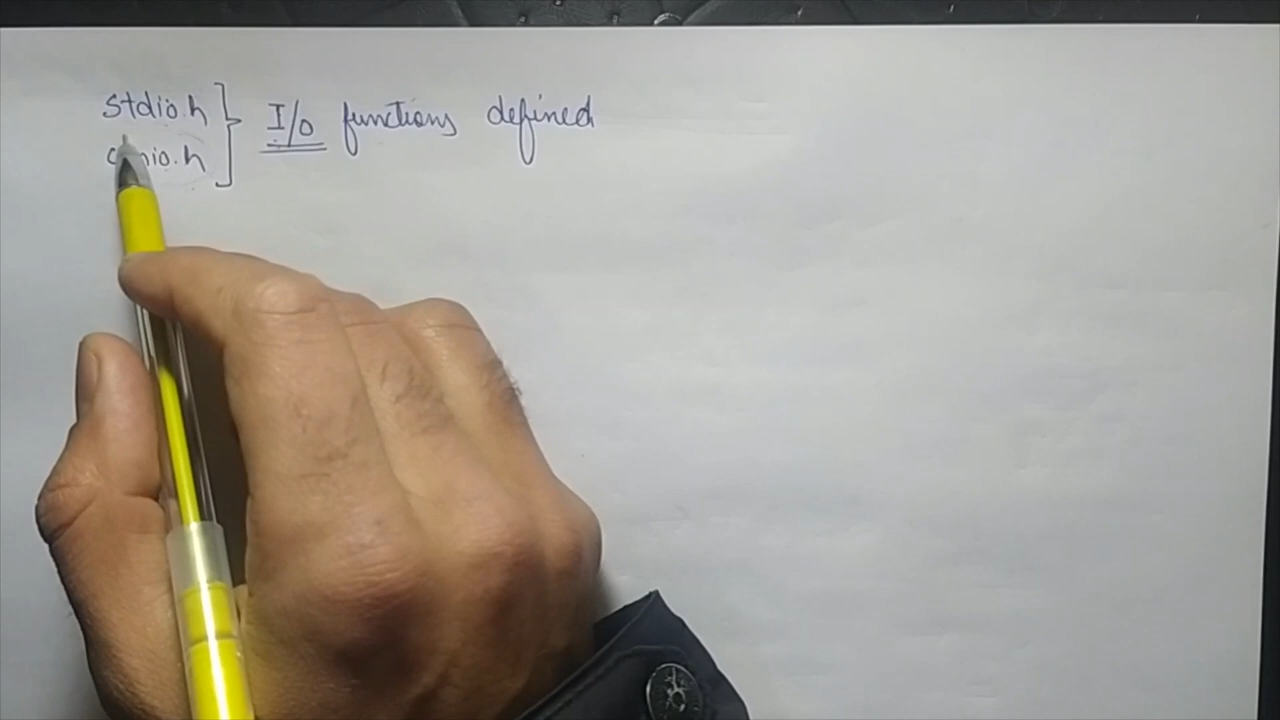 stdio.h } I/o functions defined
.h